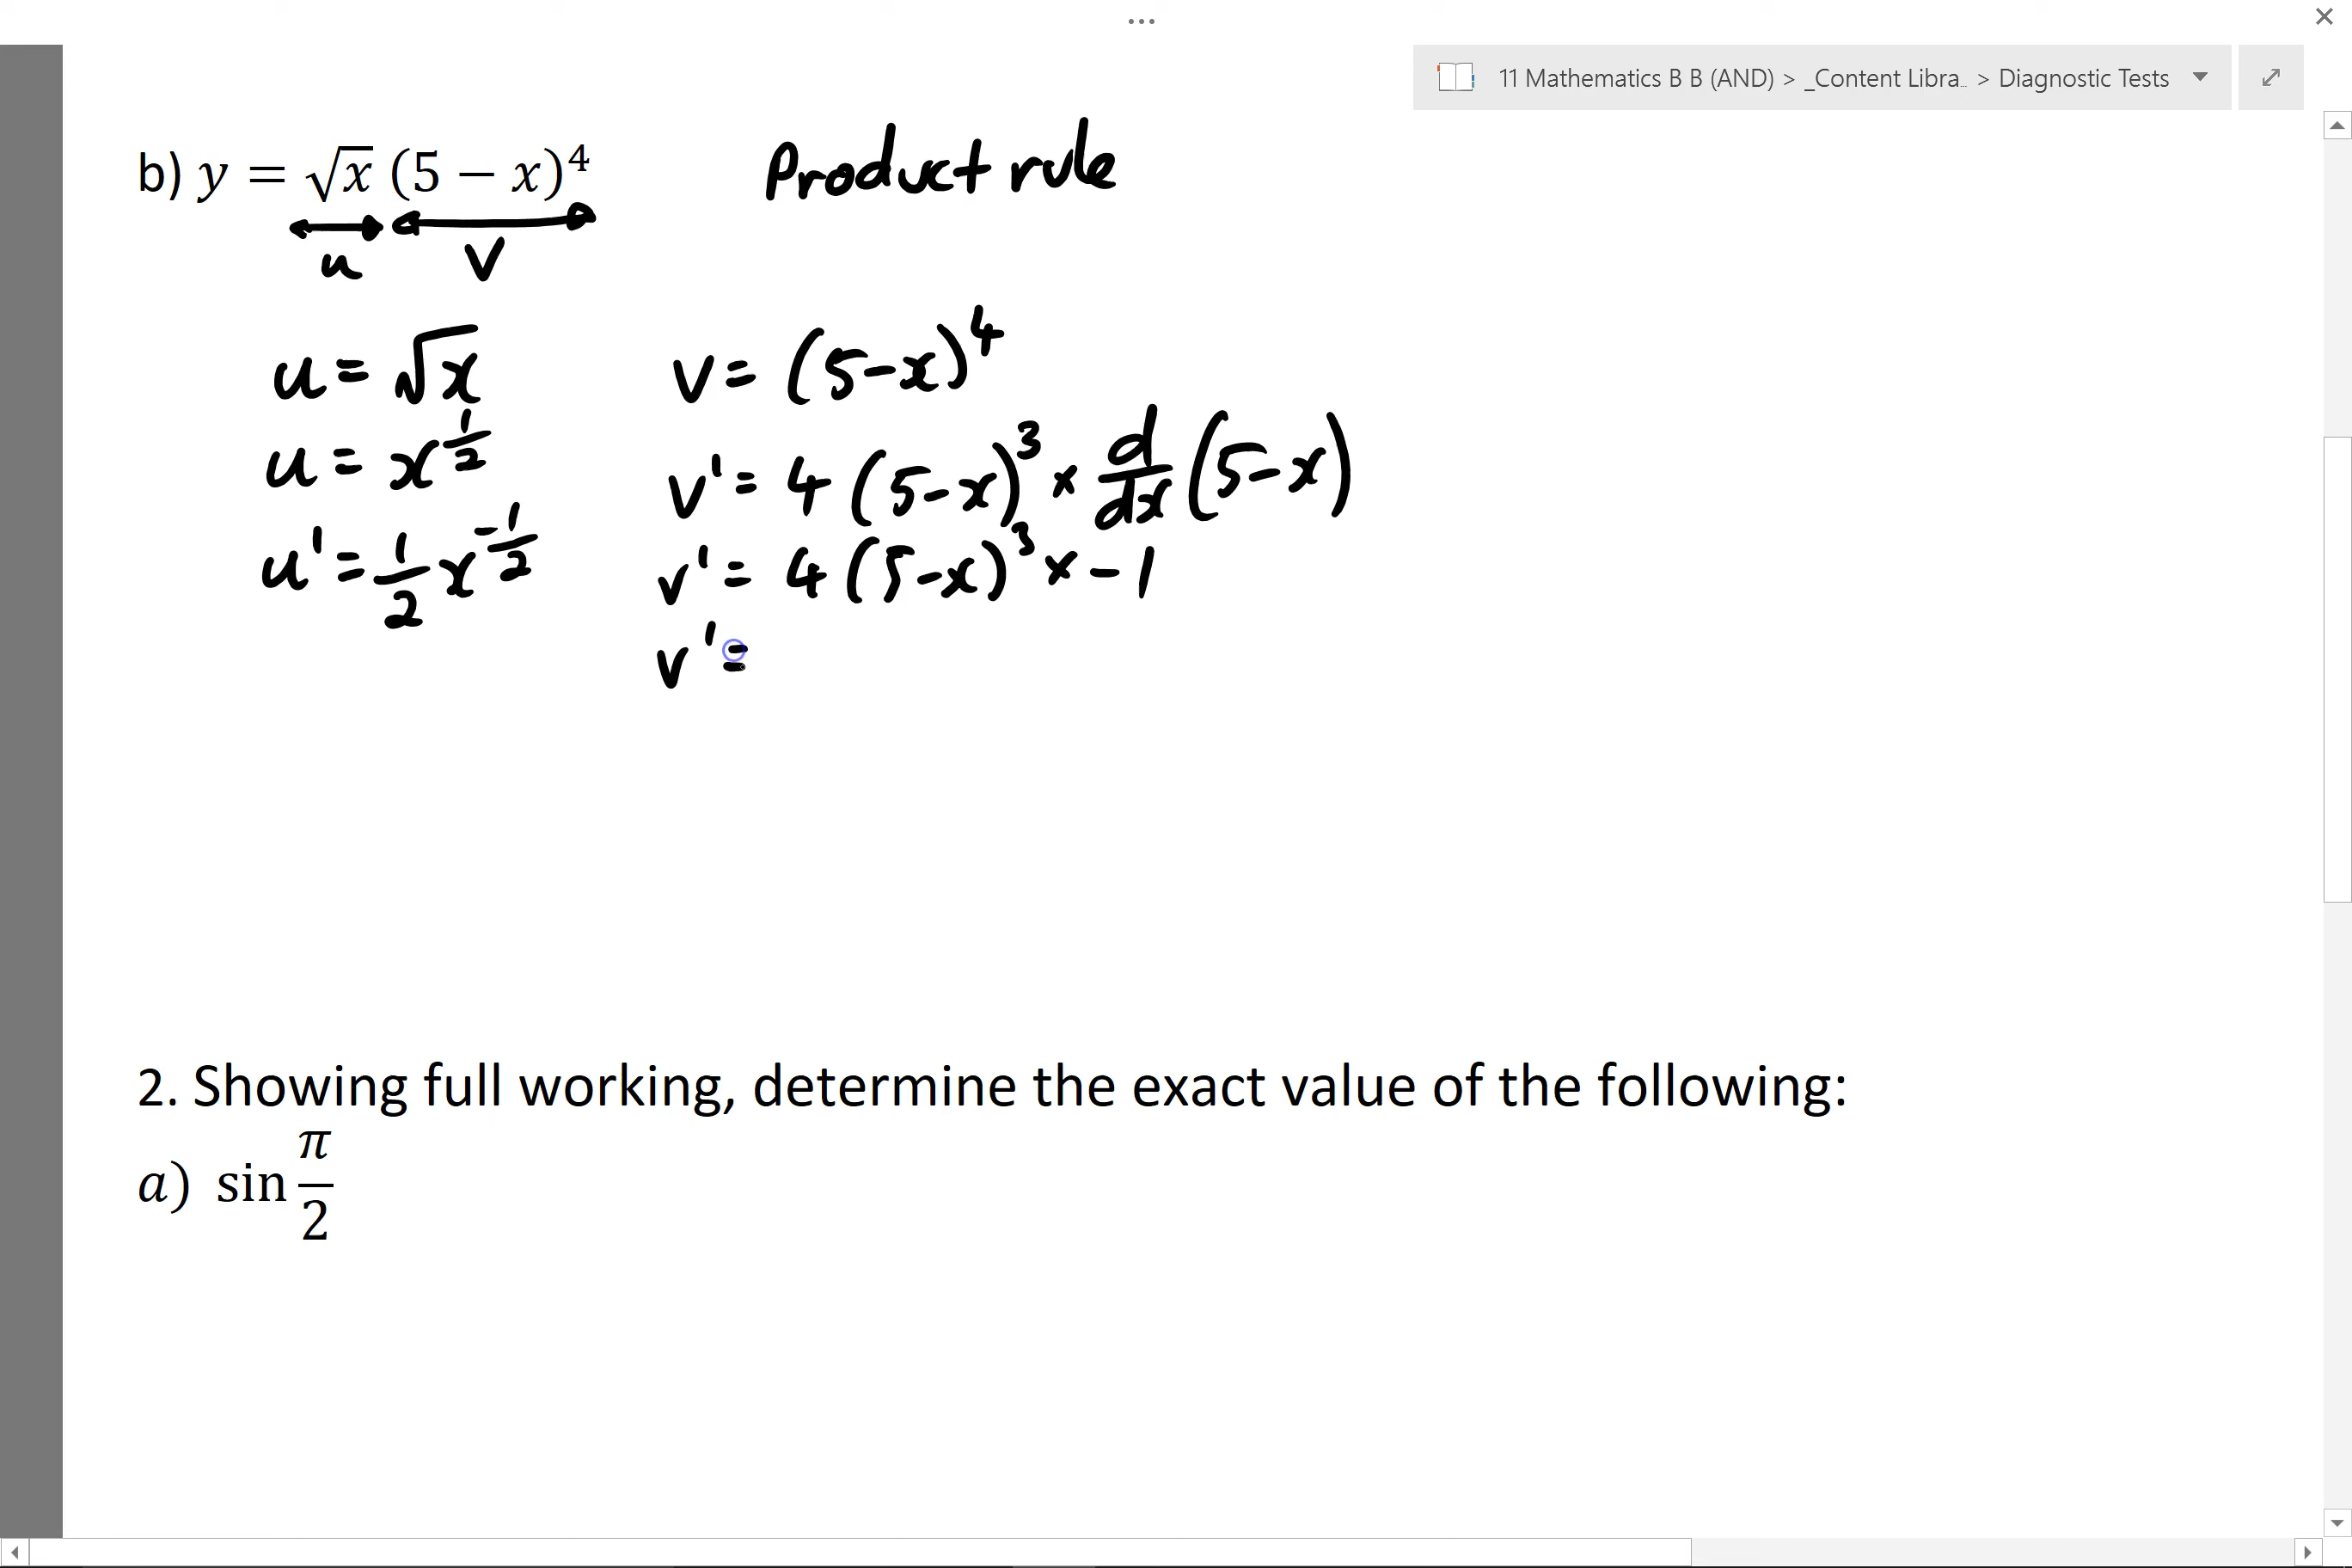 ...
11 Mathematics B B (AND) > _Content Libra... > Diagnostic Tests
b) y = √x (5 − x)⁴ Product rule
u v
u = √x v = (5-x)⁴
u = x^(1/2) v' = 4(5-x)³ × d/dx (5-x)
u' = 1/2 x^(-1/2) v' = 4(5-x)³ × -1
v' =
2. Showing full working, determine the exact value of the following:
a) sin π/2